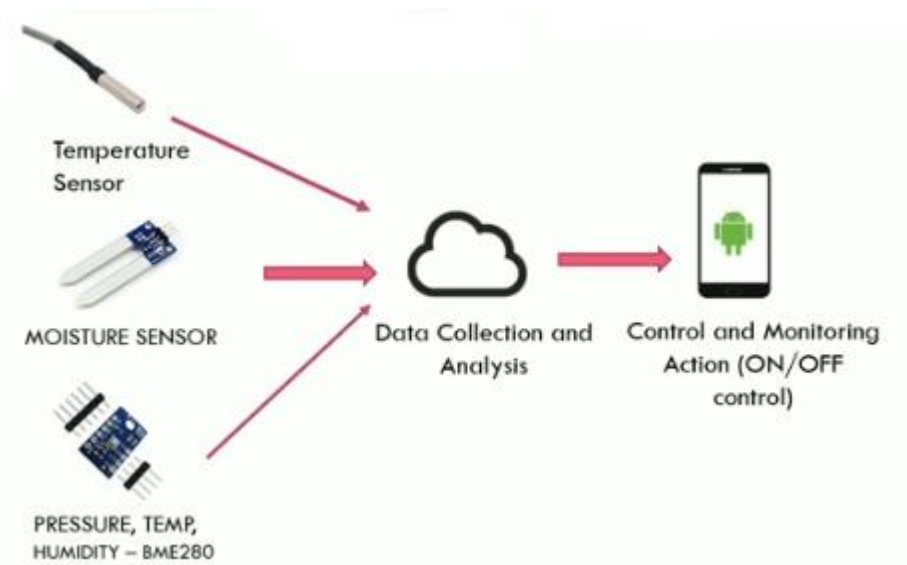 Temperature
Sensor
MOISTURE SENSOR
PRESSURE, TEMP,
HUMIDITY – BME280
Data Collection and
Analysis
Control and Monitoring
Action (ON/OFF
control)